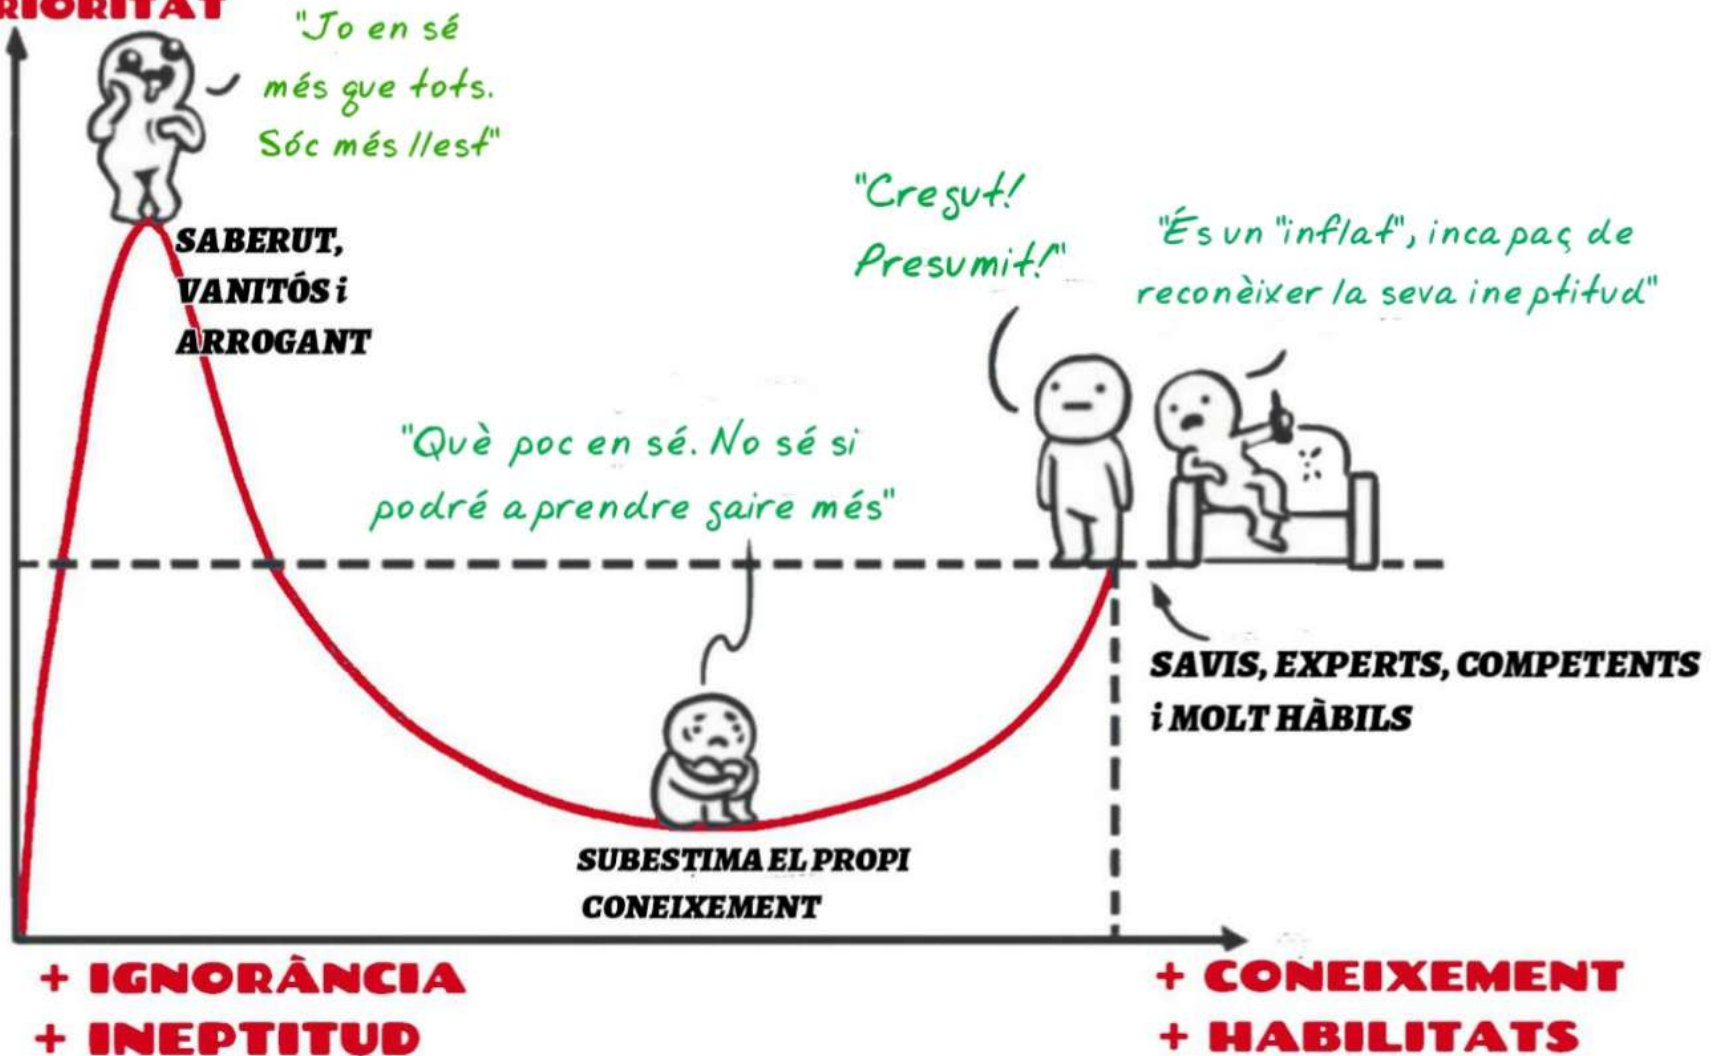 "Jo en sé
més que tots.
Sóc més llest"
SABERUT,
VANITÓS i
ARROGANT
"Cregut!
Presumit!"
"És un "inflat", incapaç de
reconèixer la seva ineptitud"
"Què poc en sé. No sé si
podré aprendre gaire més"
SAVIS, EXPERTS, COMPETENTS
i MOLT HÀBILS
SUBESTIMA EL PROPI
CONEIXEMENT
+ IGNORÀNCIA
+ INEPTITUD
+ CONEIXEMENT
+ HABILITATS